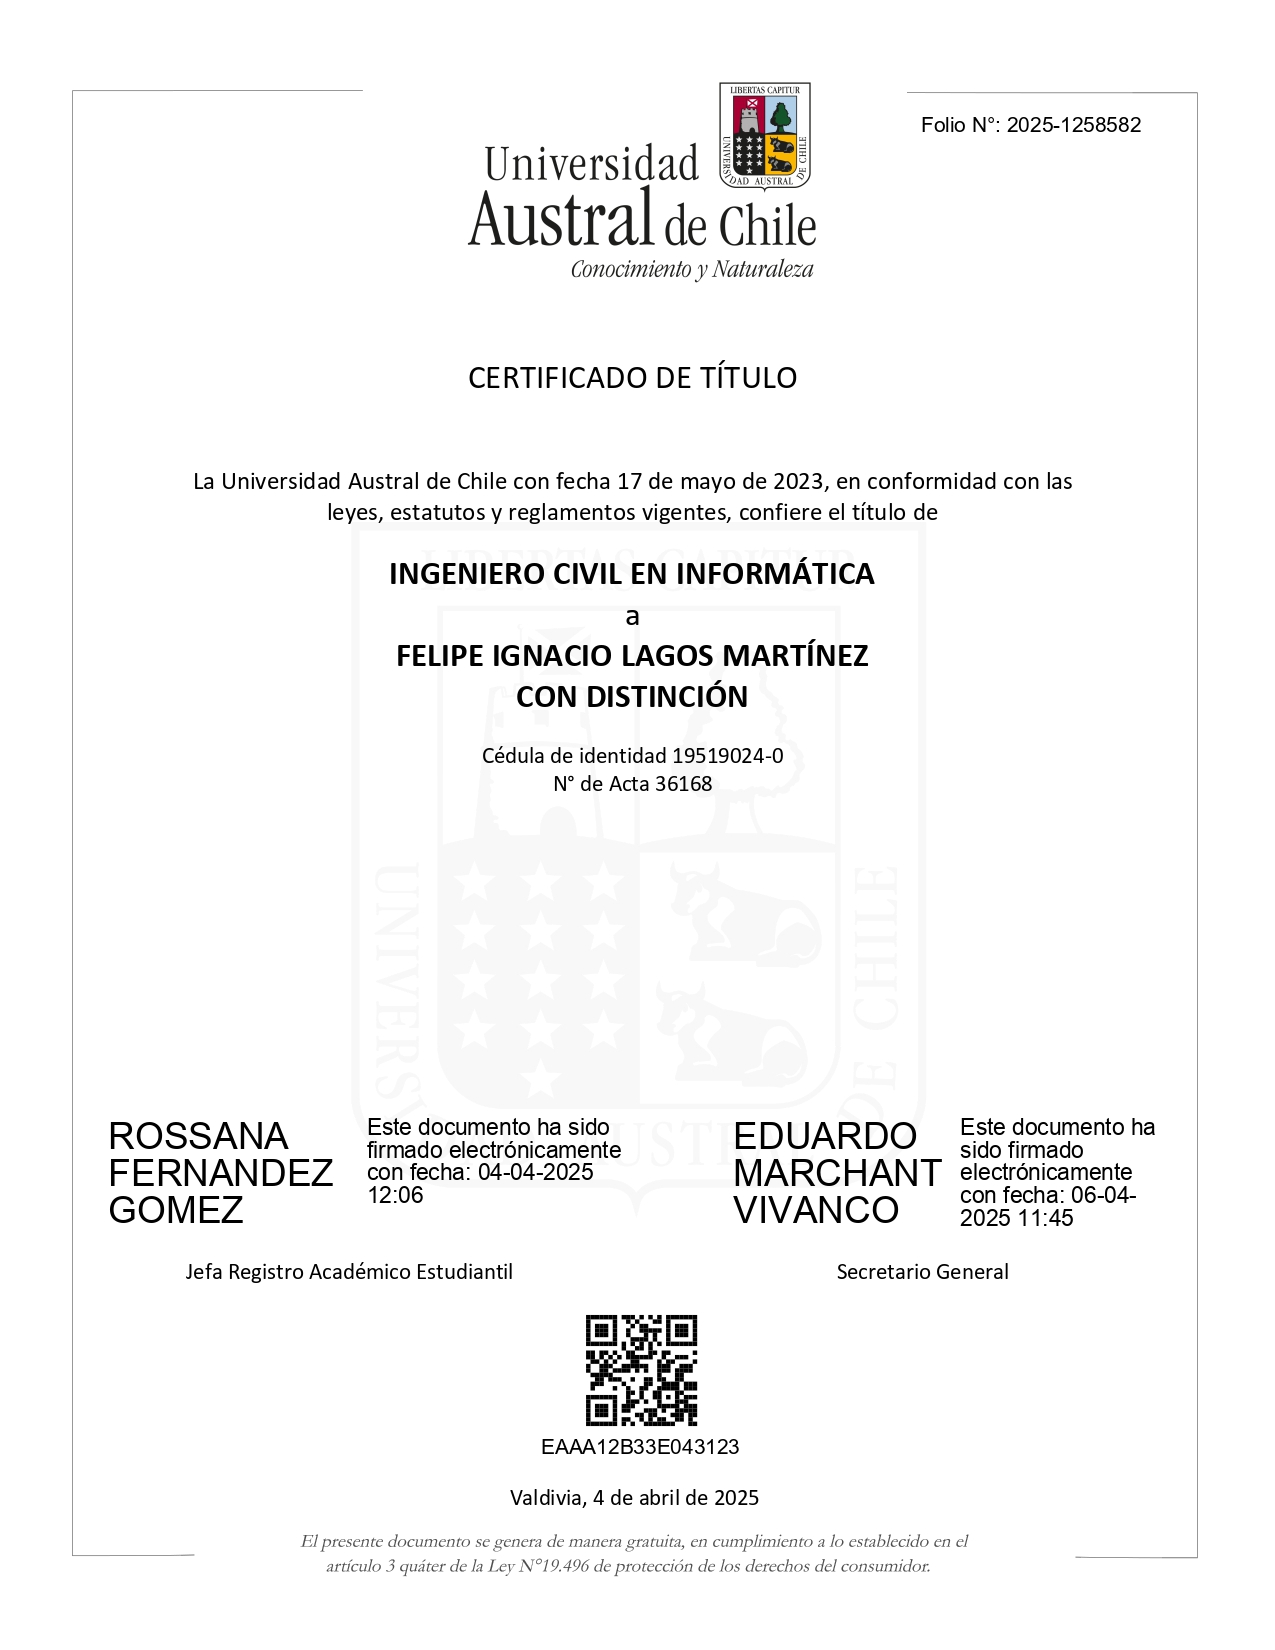 LIBERTAS CAPITUR
UNIVERSIDAD AUSTRAL DE CHILE
Folio N°: 2025-1258582
Universidad
Austral de Chile
Conocimiento y Naturaleza
CERTIFICADO DE TÍTULO
La Universidad Austral de Chile con fecha 17 de mayo de 2023, en conformidad con las
leyes, estatutos y reglamentos vigentes, confiere el título de
LIBERTAS CAPITUR
INGENIERO CIVIL EN INFORMÁTICA
a
FELIPE IGNACIO LAGOS MARTÍNEZ
CON DISTINCIÓN
Cédula de identidad 19519024-0
N° de Acta 36168
ROSSANA
FERNANDEZ
GOMEZ
Este documento ha sido
firmado electrónicamente
con fecha: 04-04-2025
12:06
EDUARDO
MARCHANT
VIVANCO
Este documento ha
sido firmado
electrónicamente
con fecha: 06-04-
2025 11:45
Jefa Registro Académico Estudiantil
Secretario General
EAAA12B33E043123
Valdivia, 4 de abril de 2025
El presente documento se genera de manera gratuita, en cumplimiento a lo establecido en el
artículo 3 quáter de la Ley N°19.496 de protección de los derechos del consumidor.